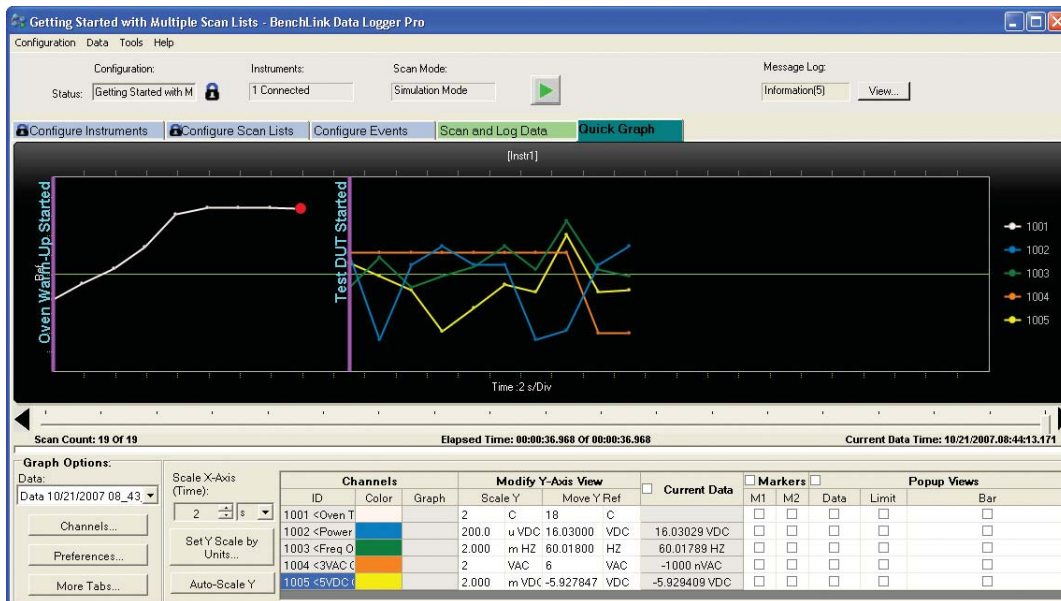 Getting Started with Multiple Scan Lists - BenchLink Data Logger Pro
Configuration Data Tools Help
Configuration: Instruments: Scan Mode: Message Log:
Status: Getting Started with M 1 Connected Simulation Mode Information(5) View...
Configure Instruments Configure Scan Lists Configure Events Scan and Log Data Quick Graph
[Instr1]
Oven Warm-Up Started
Ref
Test DUT Started
1001
1002
1003
1004
1005
Time :2 s/Div
Scan Count: 19 Of 19 Elapsed Time: 00:00:36.968 Of 00:00:36.968 Current Data Time: 10/21/2007.08:44:13.171
Graph Options:
Data:
Data 10/21/2007 08_43_
Channels...
Preferences...
More Tabs...
Scale X-Axis
(Time):
2 s
Set Y Scale by
Units...
Auto-Scale Y
Channels Modify Y-Axis View Current Data Markers Popup Views
ID Color Graph Scale Y Move Y Ref M1 M2 Data Limit Bar
1001 <Oven T 2 C 18 C
1002 <Power 200.0 u VDC 16.03000 VDC 16.03029 VDC
1003 <Freq O 2.000 m HZ 60.01800 HZ 60.01789 HZ
1004 <3VAC ( 2 VAC 6 VAC -1000 nVAC
1005 <5VDC ( 2.000 m VDC -5.927847 VDC -5.929409 VDC